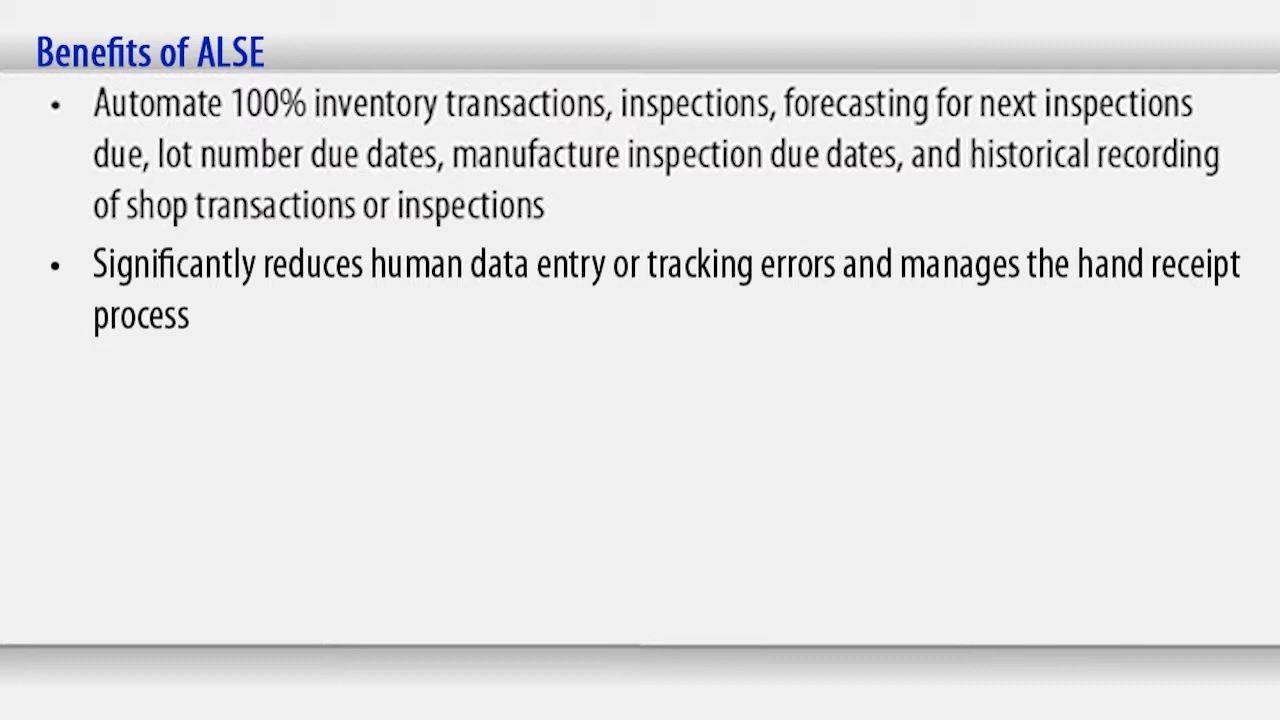 Benefits of ALSE
• Automate 100% inventory transactions, inspections, forecasting for next inspections
due, lot number due dates, manufacture inspection due dates, and historical recording
of shop transactions or inspections
• Significantly reduces human data entry or tracking errors and manages the hand receipt
process